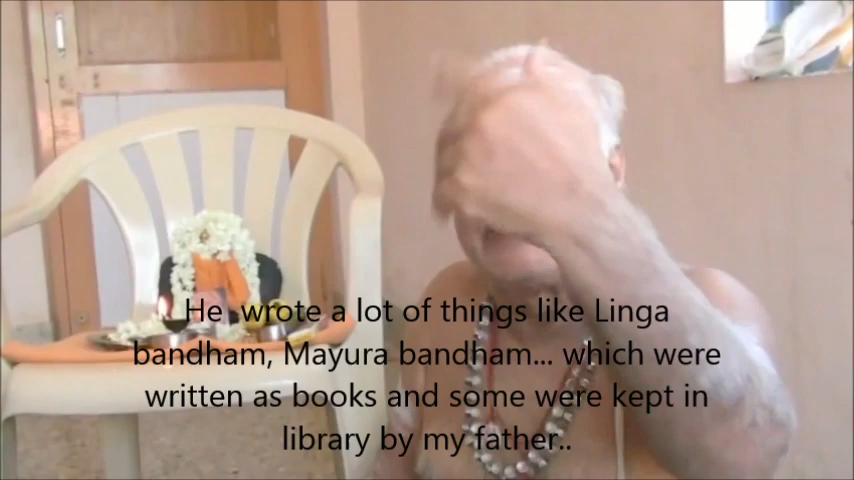 He wrote a lot of things like Linga
bandham, Mayura bandham... which were
written as books and some were kept in
library by my father..